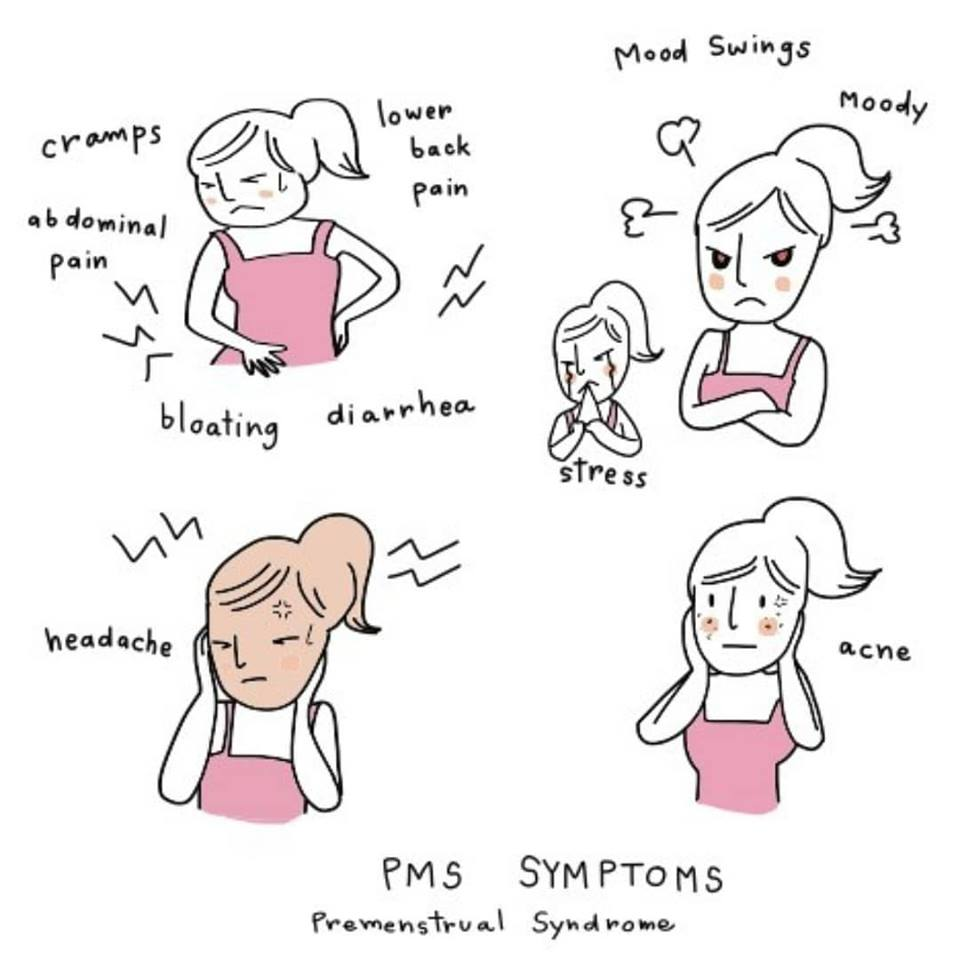 Mood Swings
Moody
cramps
lower
back
pain
abdominal
pain
bloating
diarrhea
stress
headache
acne
PMS SYMPTOMS
Premenstrual Syndrome